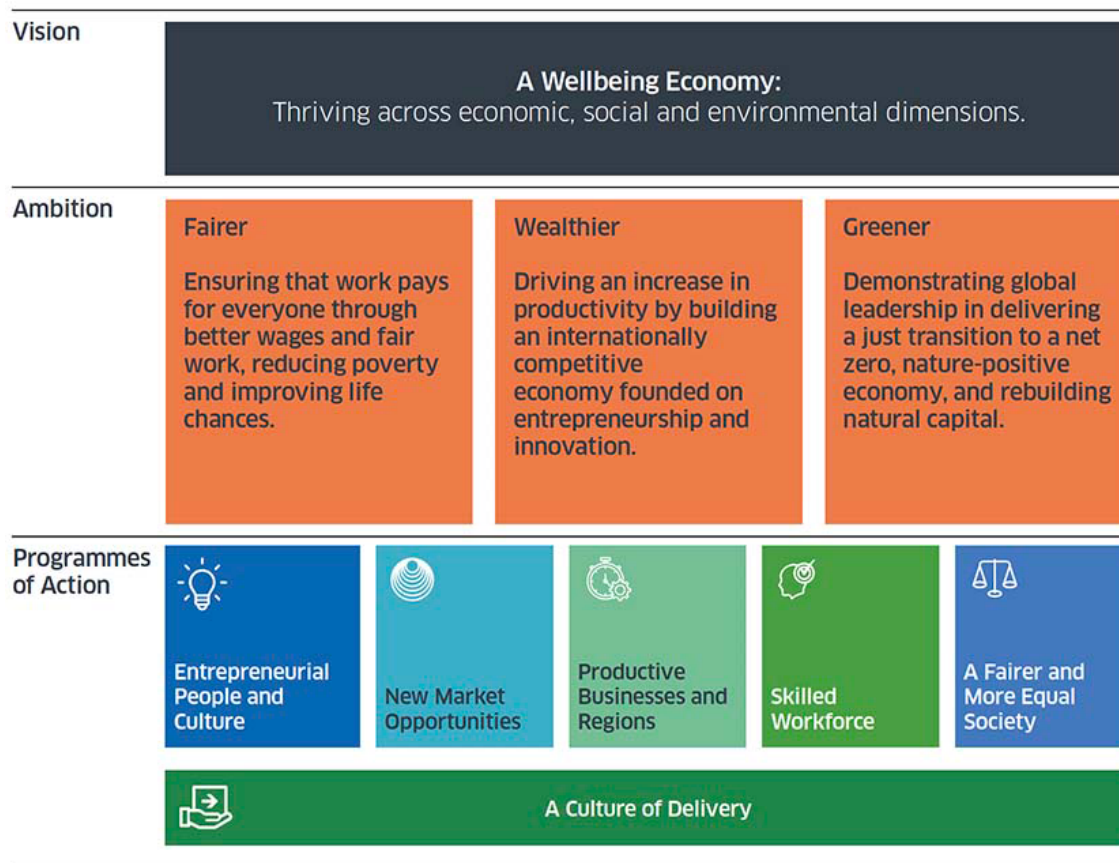 Vision
A Wellbeing Economy:
Thriving across economic, social and environmental dimensions.
Ambition
Fairer
Ensuring that work pays
for everyone through
better wages and fair
work, reducing poverty
and improving life
chances.
Wealthier
Driving an increase in
productivity by building
an internationally
competitive
economy founded on
entrepreneurship and
innovation.
Greener
Demonstrating global
leadership in delivering
a just transition to a net
zero, nature-positive
economy, and rebuilding
natural capital.
Programmes
of Action
Entrepreneurial
People and
Culture
New Market
Opportunities
Productive
Businesses and
Regions
Skilled
Workforce
A Fairer and
More Equal
Society
A Culture of Delivery